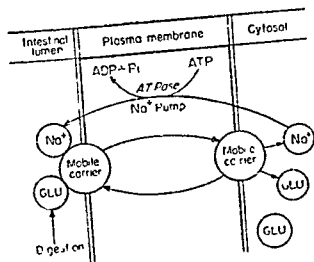 Intestinal lumen
Plasma membrane
Cytosol
ADP+Pi
ATP
ATPase
Na+ Pump
Na+
Mobile carrier
Mobile carrier
Na+
GLU
GLU
GLU
Digestion